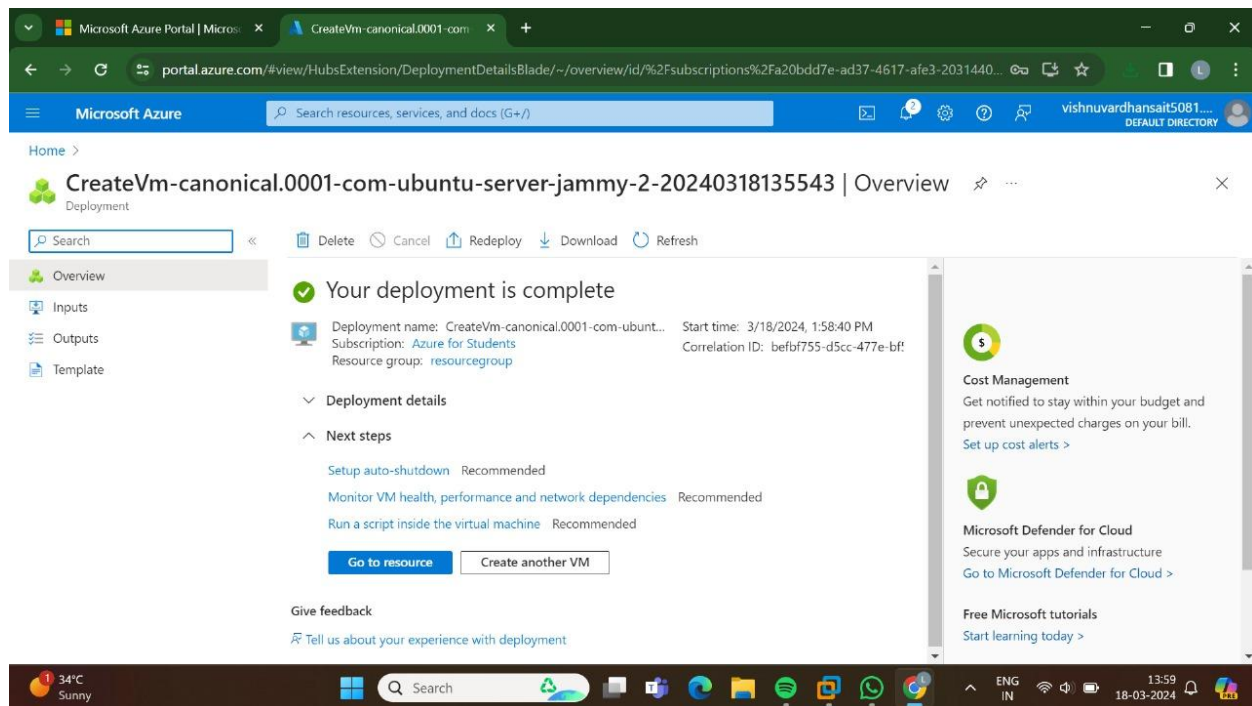 Microsoft Azure Portal | Micros
CreateVm-canonical.0001-com
portal.azure.com/#view/HubsExtension/DeploymentDetailsBlade/~/overview/id/%2Fsubscriptions%2Fa20bdd7e-ad37-4617-afe3-2031440...
L
Microsoft Azure
Search resources, services, and docs (G+/)
2
vishnuvardhansait5081....
DEFAULT DIRECTORY
Home >
CreateVm-canonical.0001-com-ubuntu-server-jammy-2-20240318135543 | Overview
Deployment
Search
Delete Cancel Redeploy Download Refresh
Overview
Inputs
Outputs
Template
Your deployment is complete
Deployment name: CreateVm-canonical.0001-com-ubunt...
Subscription: Azure for Students
Resource group: resourcegroup
Start time: 3/18/2024, 1:58:40 PM
Correlation ID: befbf755-d5cc-477e-bf5
Deployment details
Next steps
Setup auto-shutdown Recommended
Monitor VM health, performance and network dependencies Recommended
Run a script inside the virtual machine Recommended
Go to resource Create another VM
Give feedback
Tell us about your experience with deployment
$
Cost Management
Get notified to stay within your budget and
prevent unexpected charges on your bill.
Set up cost alerts >
Microsoft Defender for Cloud
Secure your apps and infrastructure
Go to Microsoft Defender for Cloud >
Free Microsoft tutorials
Start learning today >
1
34°C
Sunny
Search
ENG
IN
13:59
18-03-2024
PRE